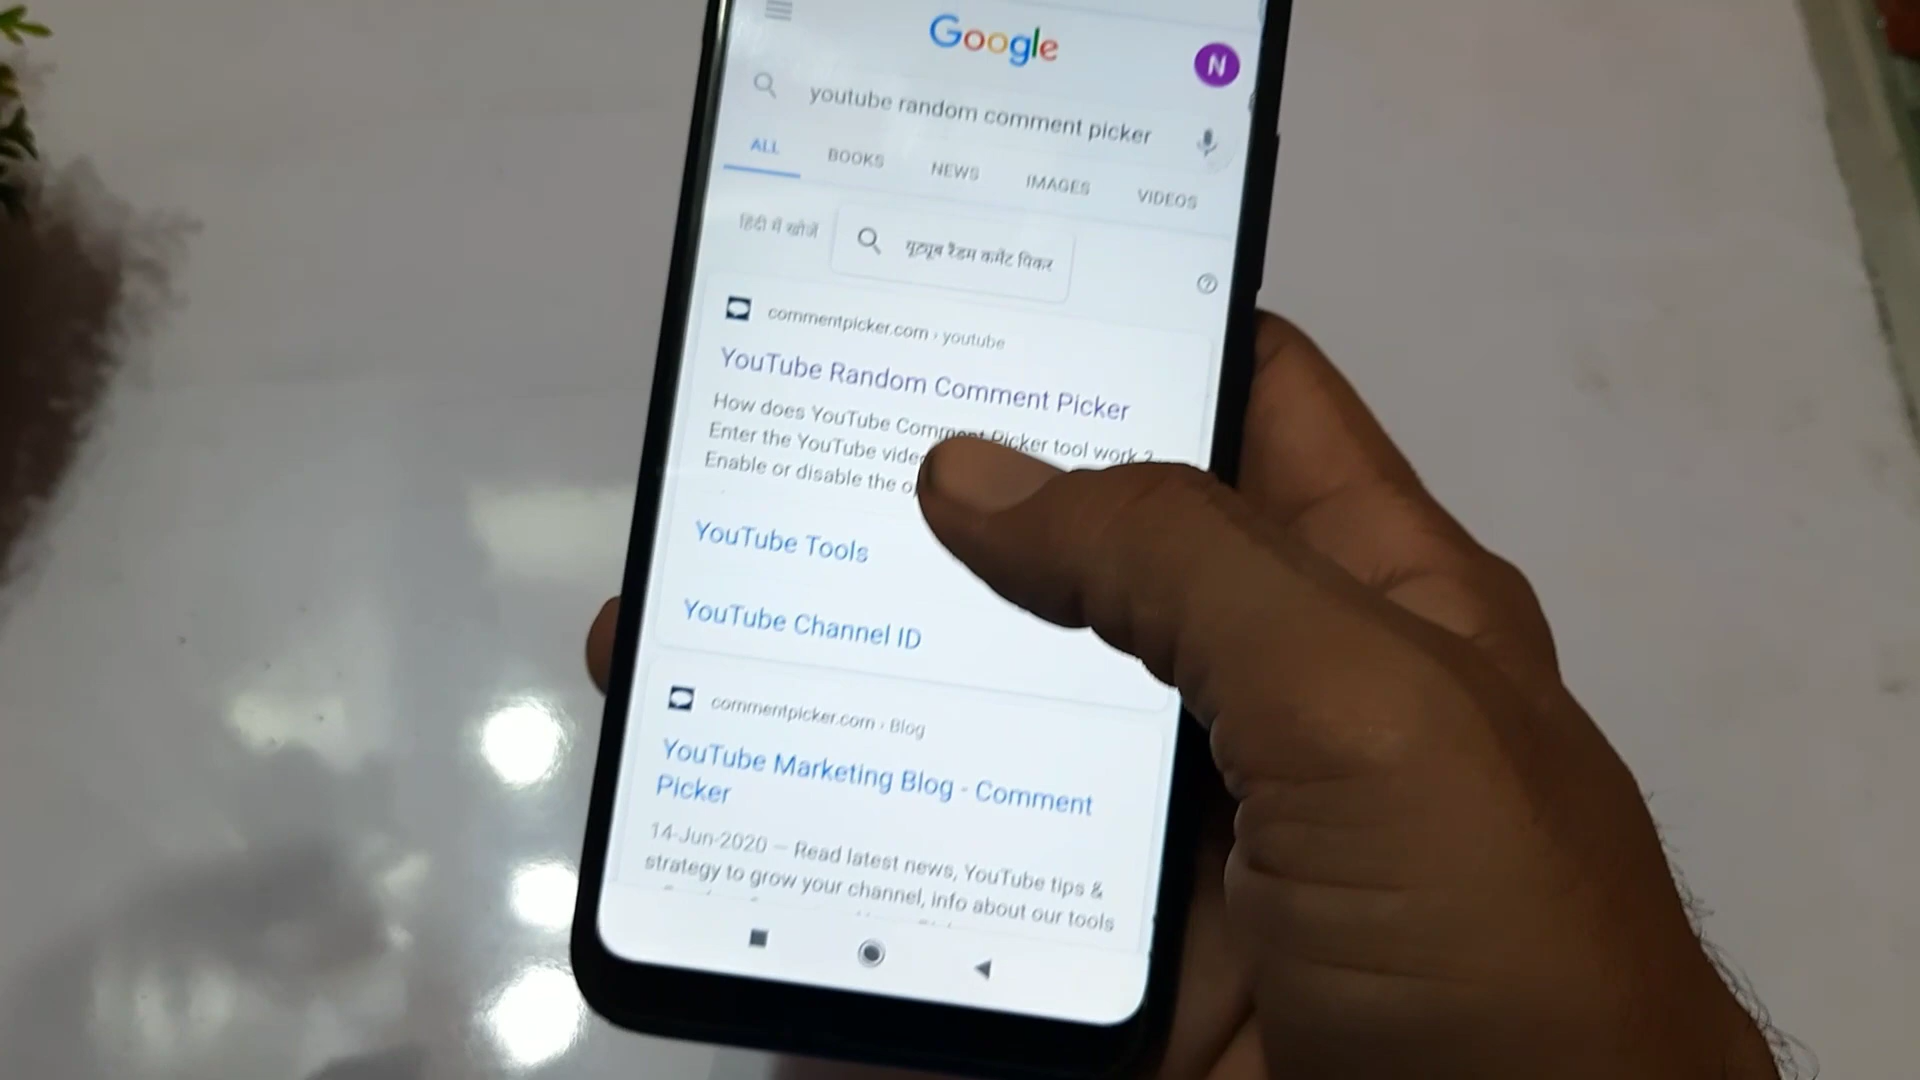 Google
N
youtube random comment picker
ALL BOOKS NEWS IMAGES VIDEOS
हिंदी में खोजें यूट्यूब रैंडम कमेंट पिकर
commentpicker.com › youtube
YouTube Random Comment Picker
How does YouTube Comment Picker tool work ?
Enter the YouTube
Enable or disable the
YouTube Tools
YouTube Channel ID
commentpicker.com › Blog
YouTube Marketing Blog - Comment
Picker
14-Jun-2020 — Read latest news, YouTube tips &
strategy to grow your channel, info about our tools